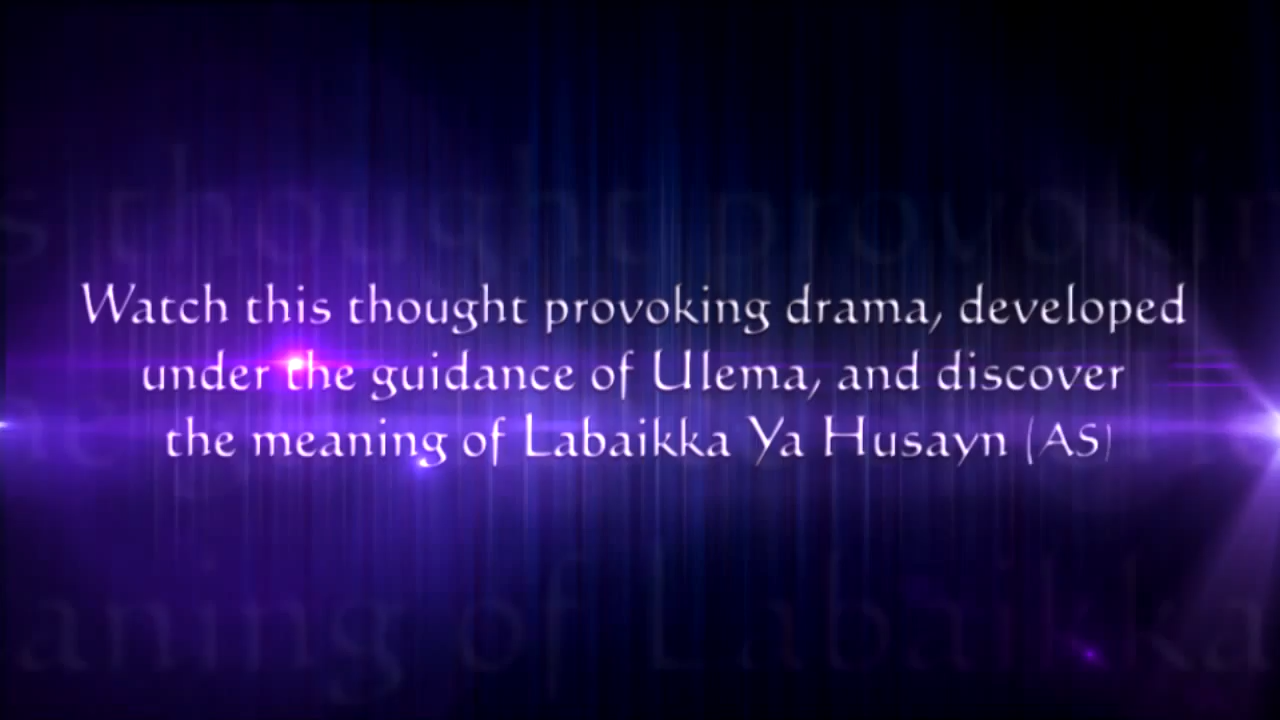 Watch this thought provoking drama, developed
under the guidance of Ulema, and discover
the meaning of Labaikka Ya Husayn (AS)